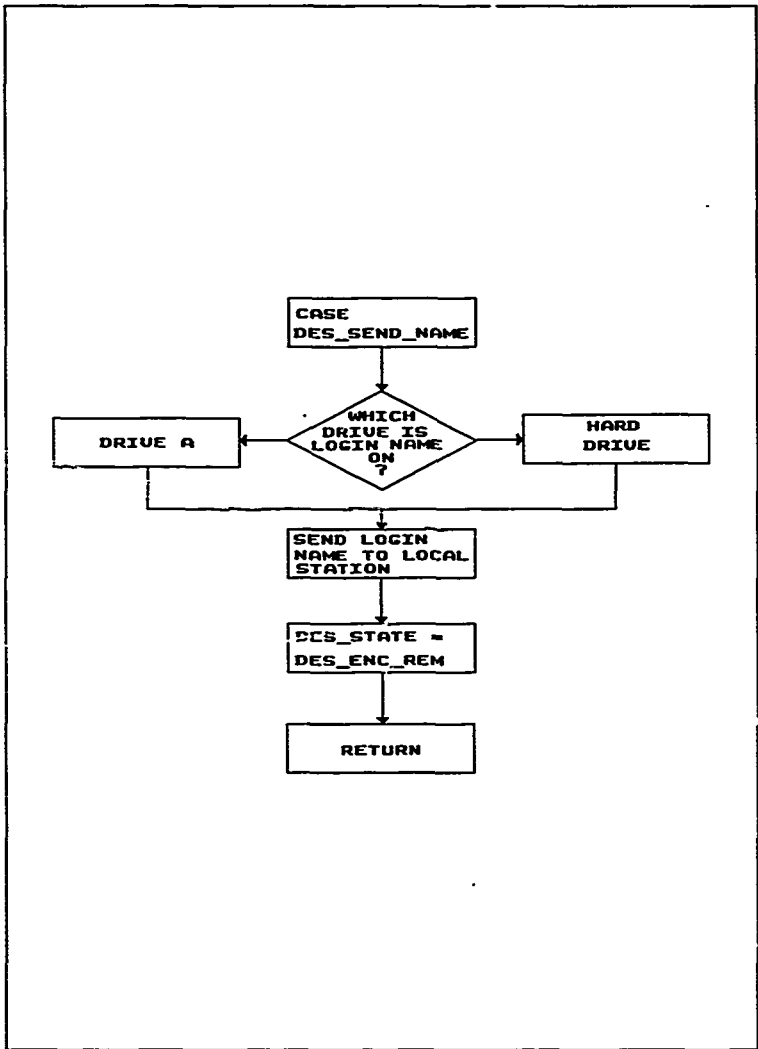 CASE
DES_SEND_NAME
WHICH
DRIVE IS
LOGIN NAME
ON
?
DRIVE A
HARD
DRIVE
SEND LOGIN
NAME TO LOCAL
STATION
DES_STATE =
DES_ENC_REM
RETURN